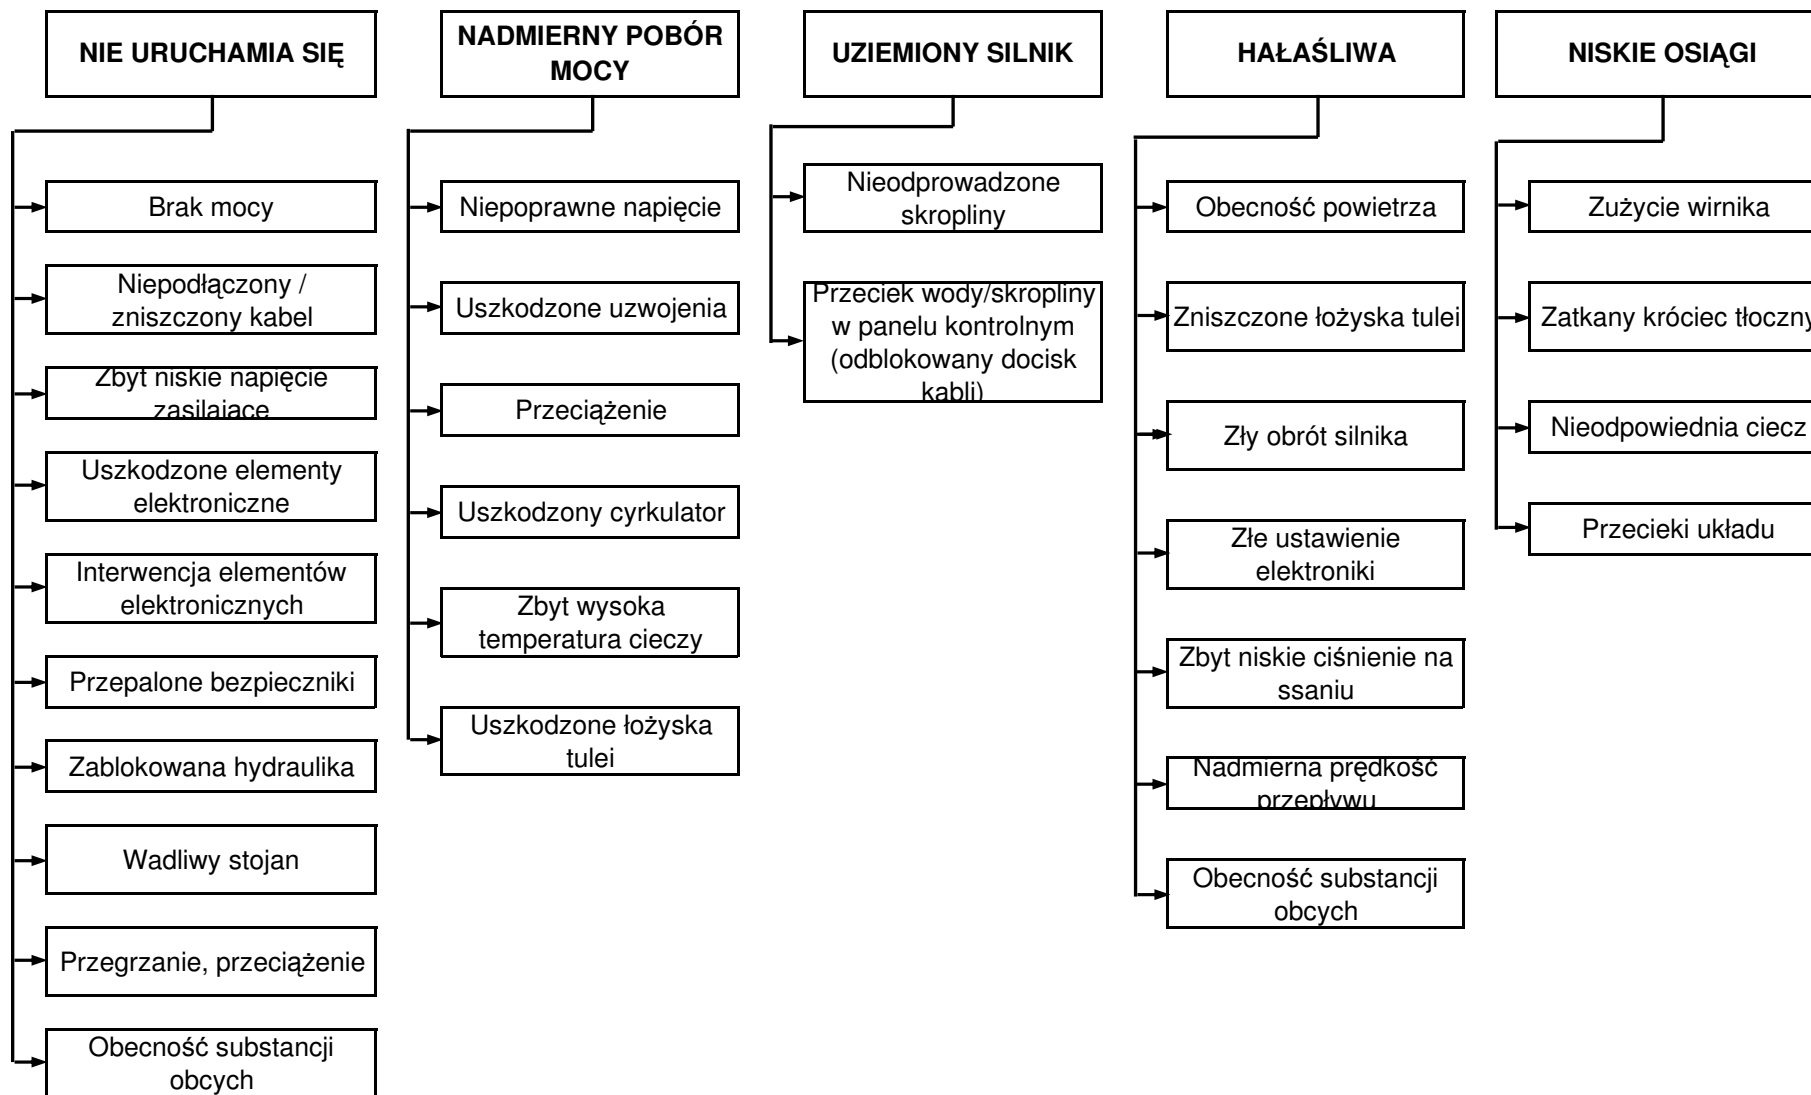 NIE URUCHAMIA SIĘ
Brak mocy
Niepodłączony /
zniszczony kabel
Zbyt niskie napięcie
zasilające
Uszkodzone elementy
elektroniczne
Interwencja elementów
elektronicznych
Przepalone bezpieczniki
Zablokowana hydraulika
Wadliwy stojan
Przegrzanie, przeciążenie
Obecność substancji
obcych
NADMIERNY POBÓR
MOCY
Niepoprawne napięcie
Uszkodzone uzwojenia
Przeciążenie
Uszkodzony cyrkulator
Zbyt wysoka
temperatura cieczy
Uszkodzone łożyska
tulei
UZIEMIONY SILNIK
Nieodprowadzone
skropliny
Przeciek wody/skropliny
w panelu kontrolnym
(odblokowany docisk
kabli)
HAŁAŚLIWA
Obecność powietrza
Zniszczone łożyska tulei
Zły obrót silnika
Złe ustawienie
elektroniki
Zbyt niskie ciśnienie na
ssaniu
Nadmierna prędkość
przepływu
Obecność substancji
obcych
NISKIE OSIĄGI
Zużycie wirnika
Zatkany króciec tłoczny
Nieodpowiednia ciecz
Przecieki układu